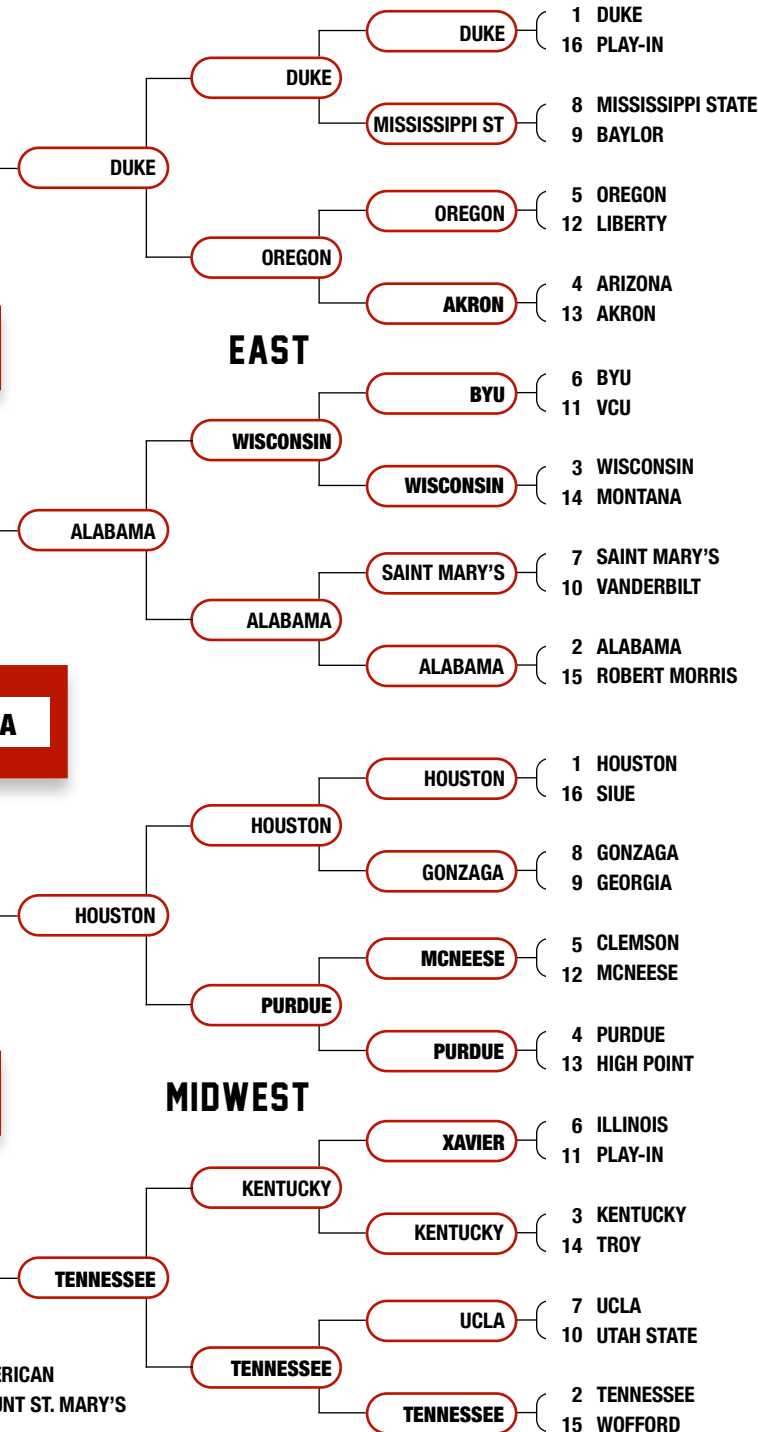 1 DUKE
16 PLAY-IN
DUKE
DUKE
8 MISSISSIPPI STATE
9 BAYLOR
MISSISSIPPI ST
DUKE
5 OREGON
12 LIBERTY
OREGON
OREGON
4 ARIZONA
13 AKRON
AKRON
EAST
6 BYU
11 VCU
BYU
WISCONSIN
3 WISCONSIN
14 MONTANA
WISCONSIN
ALABAMA
7 SAINT MARY’S
10 VANDERBILT
SAINT MARY’S
ALABAMA
2 ALABAMA
15 ROBERT MORRIS
ALABAMA
A
1 HOUSTON
16 SIUE
HOUSTON
HOUSTON
8 GONZAGA
9 GEORGIA
GONZAGA
HOUSTON
5 CLEMSON
12 MCNEESE
MCNEESE
PURDUE
4 PURDUE
13 HIGH POINT
PURDUE
MIDWEST
6 ILLINOIS
11 PLAY-IN
XAVIER
KENTUCKY
3 KENTUCKY
14 TROY
KENTUCKY
TENNESSEE
7 UCLA
10 UTAH STATE
UCLA
TENNESSEE
2 TENNESSEE
15 WOFFORD
TENNESSEE
ERICAN
UNT ST. MARY’S